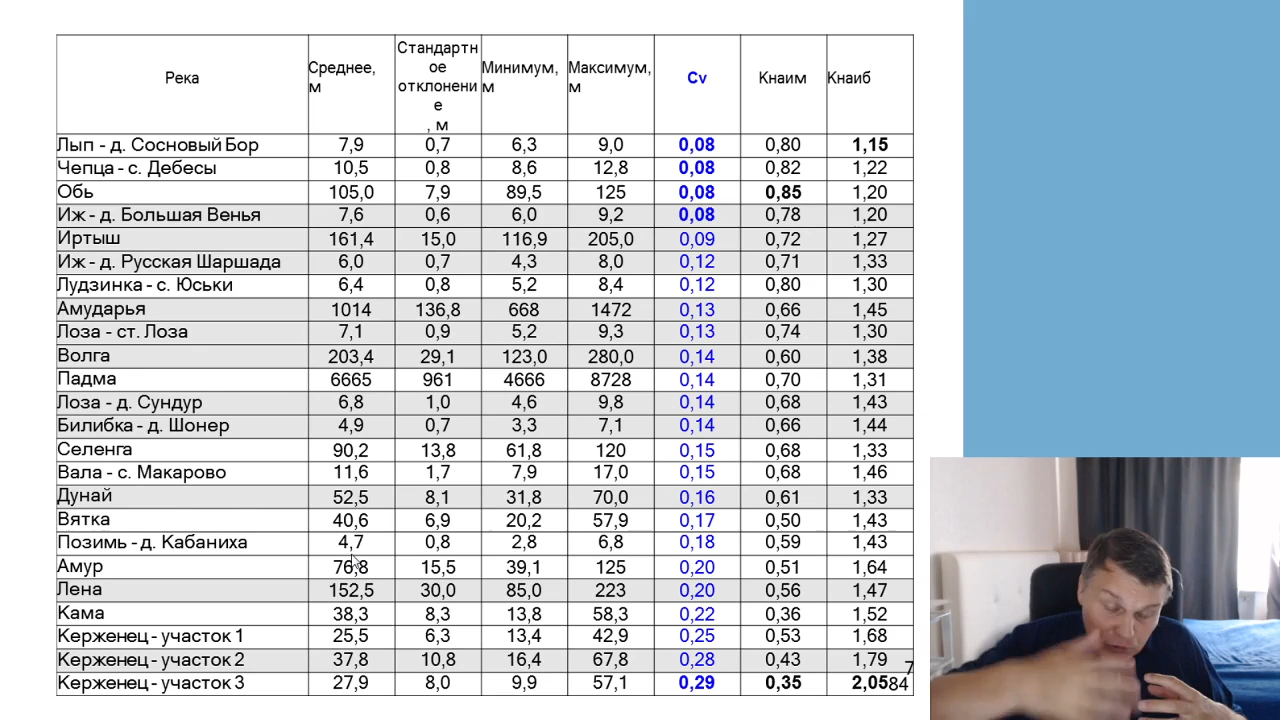 Река Среднее, м Стандартное отклонение, м Минимум, м Максимум, м Cv Кнаим Кнаиб
Лып - д. Сосновый Бор 7,9 0,7 6,3 9,0 0,08 0,80 1,15
Чепца - с. Дебесы 10,5 0,8 8,6 12,8 0,08 0,82 1,22
Обь 105,0 7,9 89,5 125 0,08 0,85 1,20
Иж - д. Большая Венья 7,6 0,6 6,0 9,2 0,08 0,78 1,20
Иртыш 161,4 15,0 116,9 205,0 0,09 0,72 1,27
Иж - д. Русская Шаршада 6,0 0,7 4,3 8,0 0,12 0,71 1,33
Лудзинка - с. Юськи 6,4 0,8 5,2 8,4 0,12 0,80 1,30
Амударья 1014 136,8 668 1472 0,13 0,66 1,45
Лоза - ст. Лоза 7,1 0,9 5,2 9,3 0,13 0,74 1,30
Волга 203,4 29,1 123,0 280,0 0,14 0,60 1,38
Падма 6665 961 4666 8728 0,14 0,70 1,31
Лоза - д. Сундур 6,8 1,0 4,6 9,8 0,14 0,68 1,43
Билибка - д. Шонер 4,9 0,7 3,3 7,1 0,14 0,66 1,44
Селенга 90,2 13,8 61,8 120 0,15 0,68 1,33
Вала - с. Макарово 11,6 1,7 7,9 17,0 0,15 0,68 1,46
Дунай 52,5 8,1 31,8 70,0 0,16 0,61 1,33
Вятка 40,6 6,9 20,2 57,9 0,17 0,50 1,43
Позимь - д. Кабаниха 4,7 0,8 2,8 6,8 0,18 0,59 1,43
Амур 76,8 15,5 39,1 125 0,20 0,51 1,64
Лена 152,5 30,0 85,0 223 0,20 0,56 1,47
Кама 38,3 8,3 13,8 58,3 0,22 0,36 1,52
Керженец - участок 1 25,5 6,3 13,4 42,9 0,25 0,53 1,68
Керженец - участок 2 37,8 10,8 16,4 67,8 0,28 0,43 1,79
Керженец - участок 3 27,9 8,0 9,9 57,1 0,29 0,35 2,05
7
84